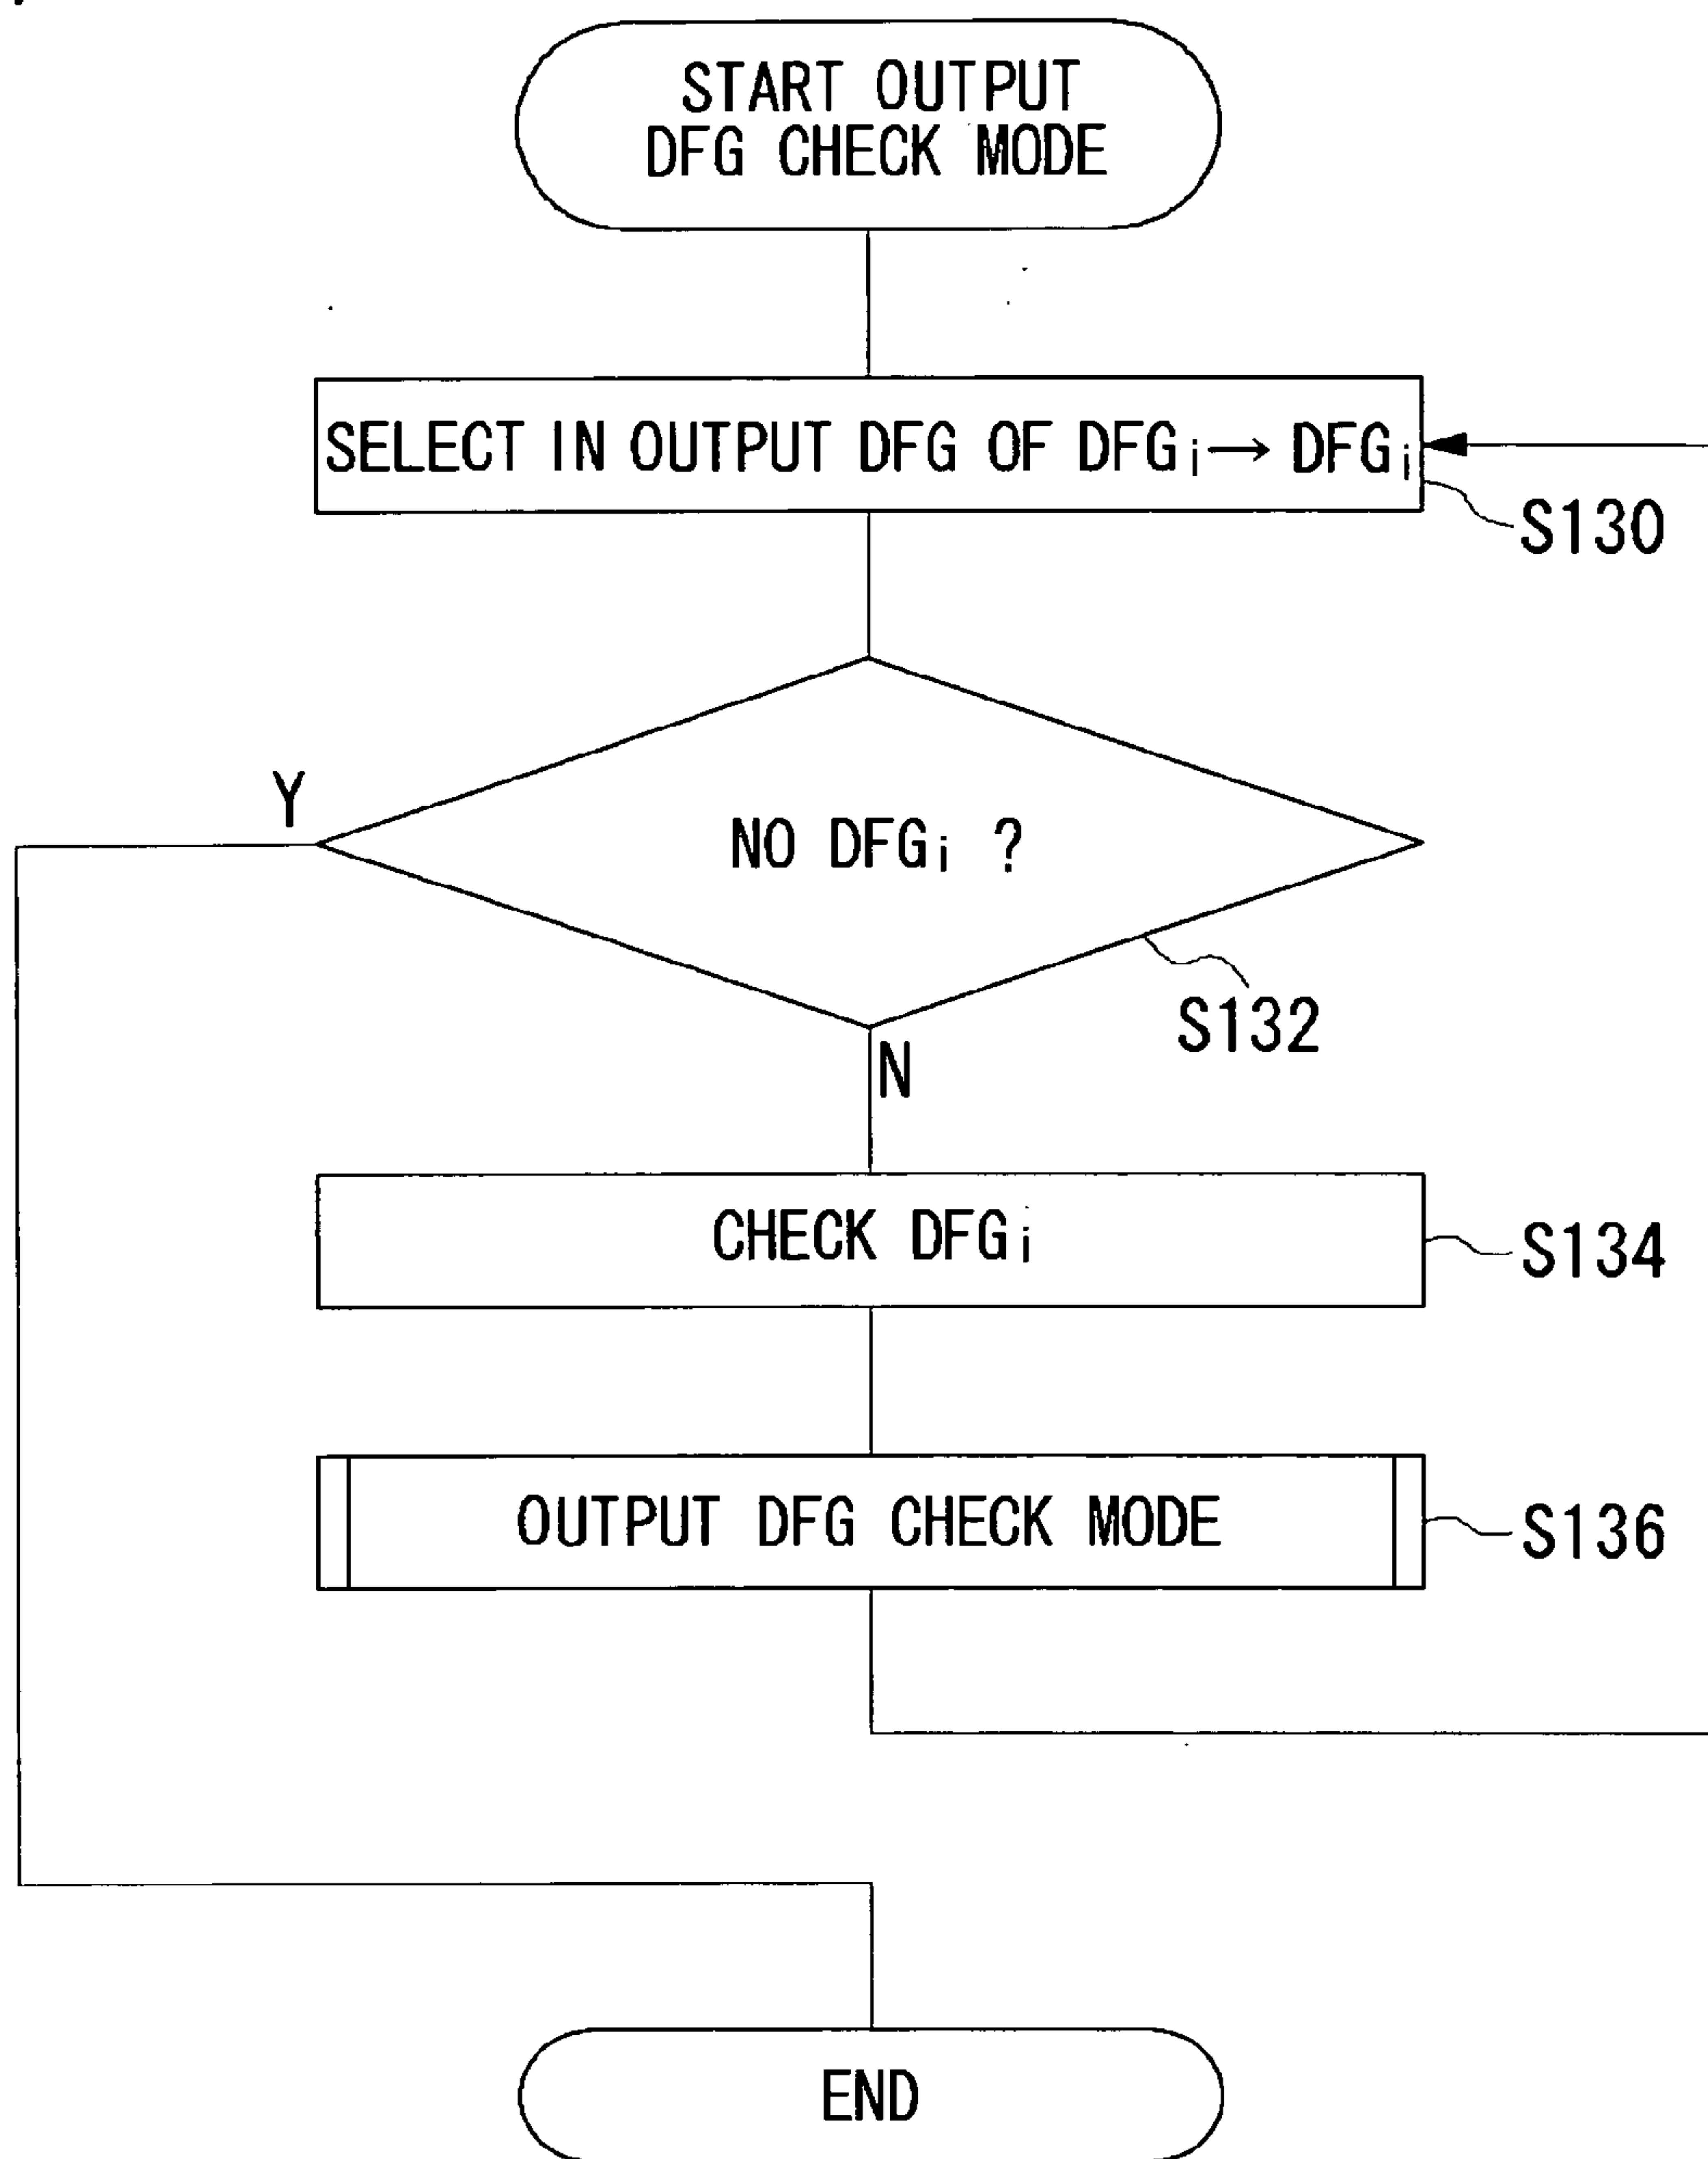 START OUTPUT
DFG CHECK MODE
SELECT IN OUTPUT DFG OF DFGi→ DFGi
S130
Y
NO DFGi ?
S132
N
CHECK DFGi
S134
OUTPUT DFG CHECK MODE
S136
END